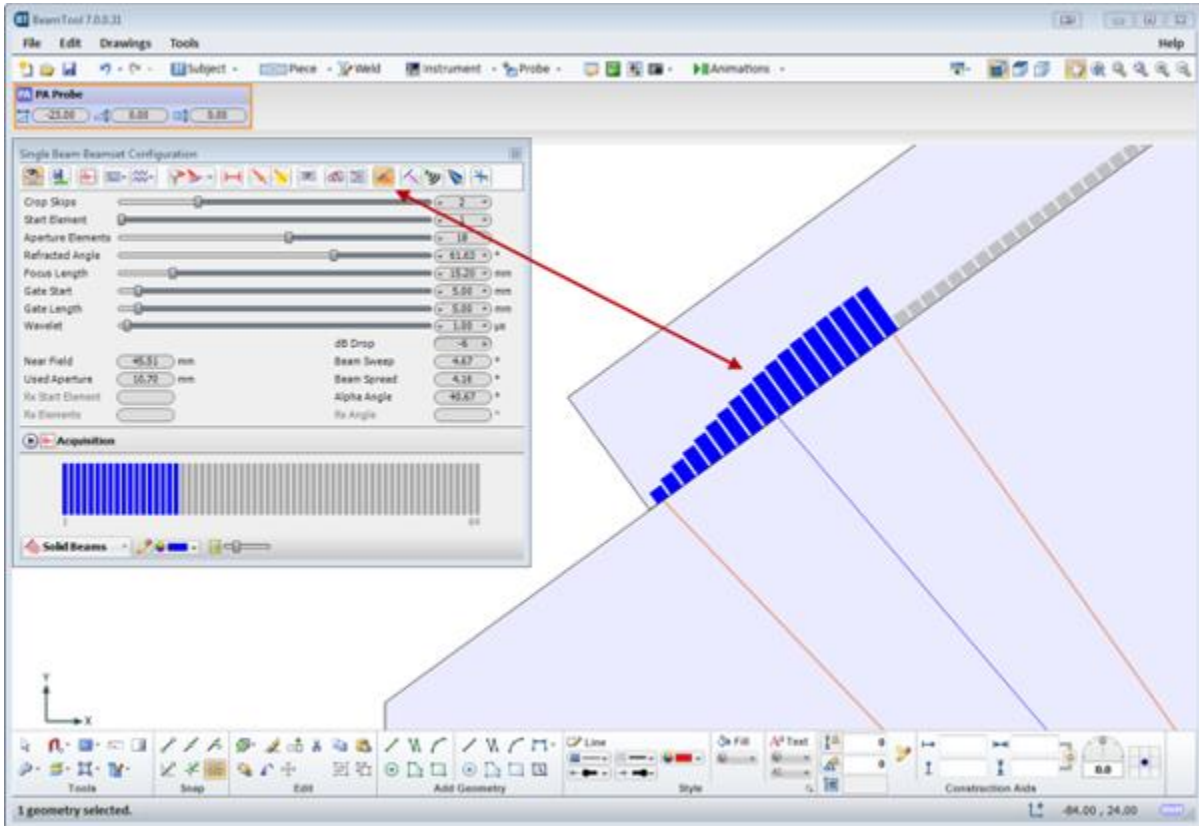 BeamTool 7.0.0.31
File Edit Drawings Tools Help
Subject Piece Weld Instrument Probe Animations
PA PA Probe
-23.00 0.00 0.00
Single Beam Beamset Configuration
Crop Skips 2
Start Element 1
Aperture Elements 18
Refracted Angle 61.63 °
Focus Length 15.20 mm
Gate Start 5.00 mm
Gate Length 5.00 mm
Wavelet 1.00 µs
dB Drop -6
Near Field 45.51 mm Beam Sweep 4.67 °
Used Aperture 10.70 mm Beam Spread 4.16 °
Rx Start Element Alpha Angle 40.67 °
Rx Elements Rx Angle °
Acquisition
1
Solid Beams
Y
X
Line Fill Text 0
0
0.0
Tools Snap Edit Add Geometry Style Construction Aids
1 geometry selected. -84.00 , 24.00